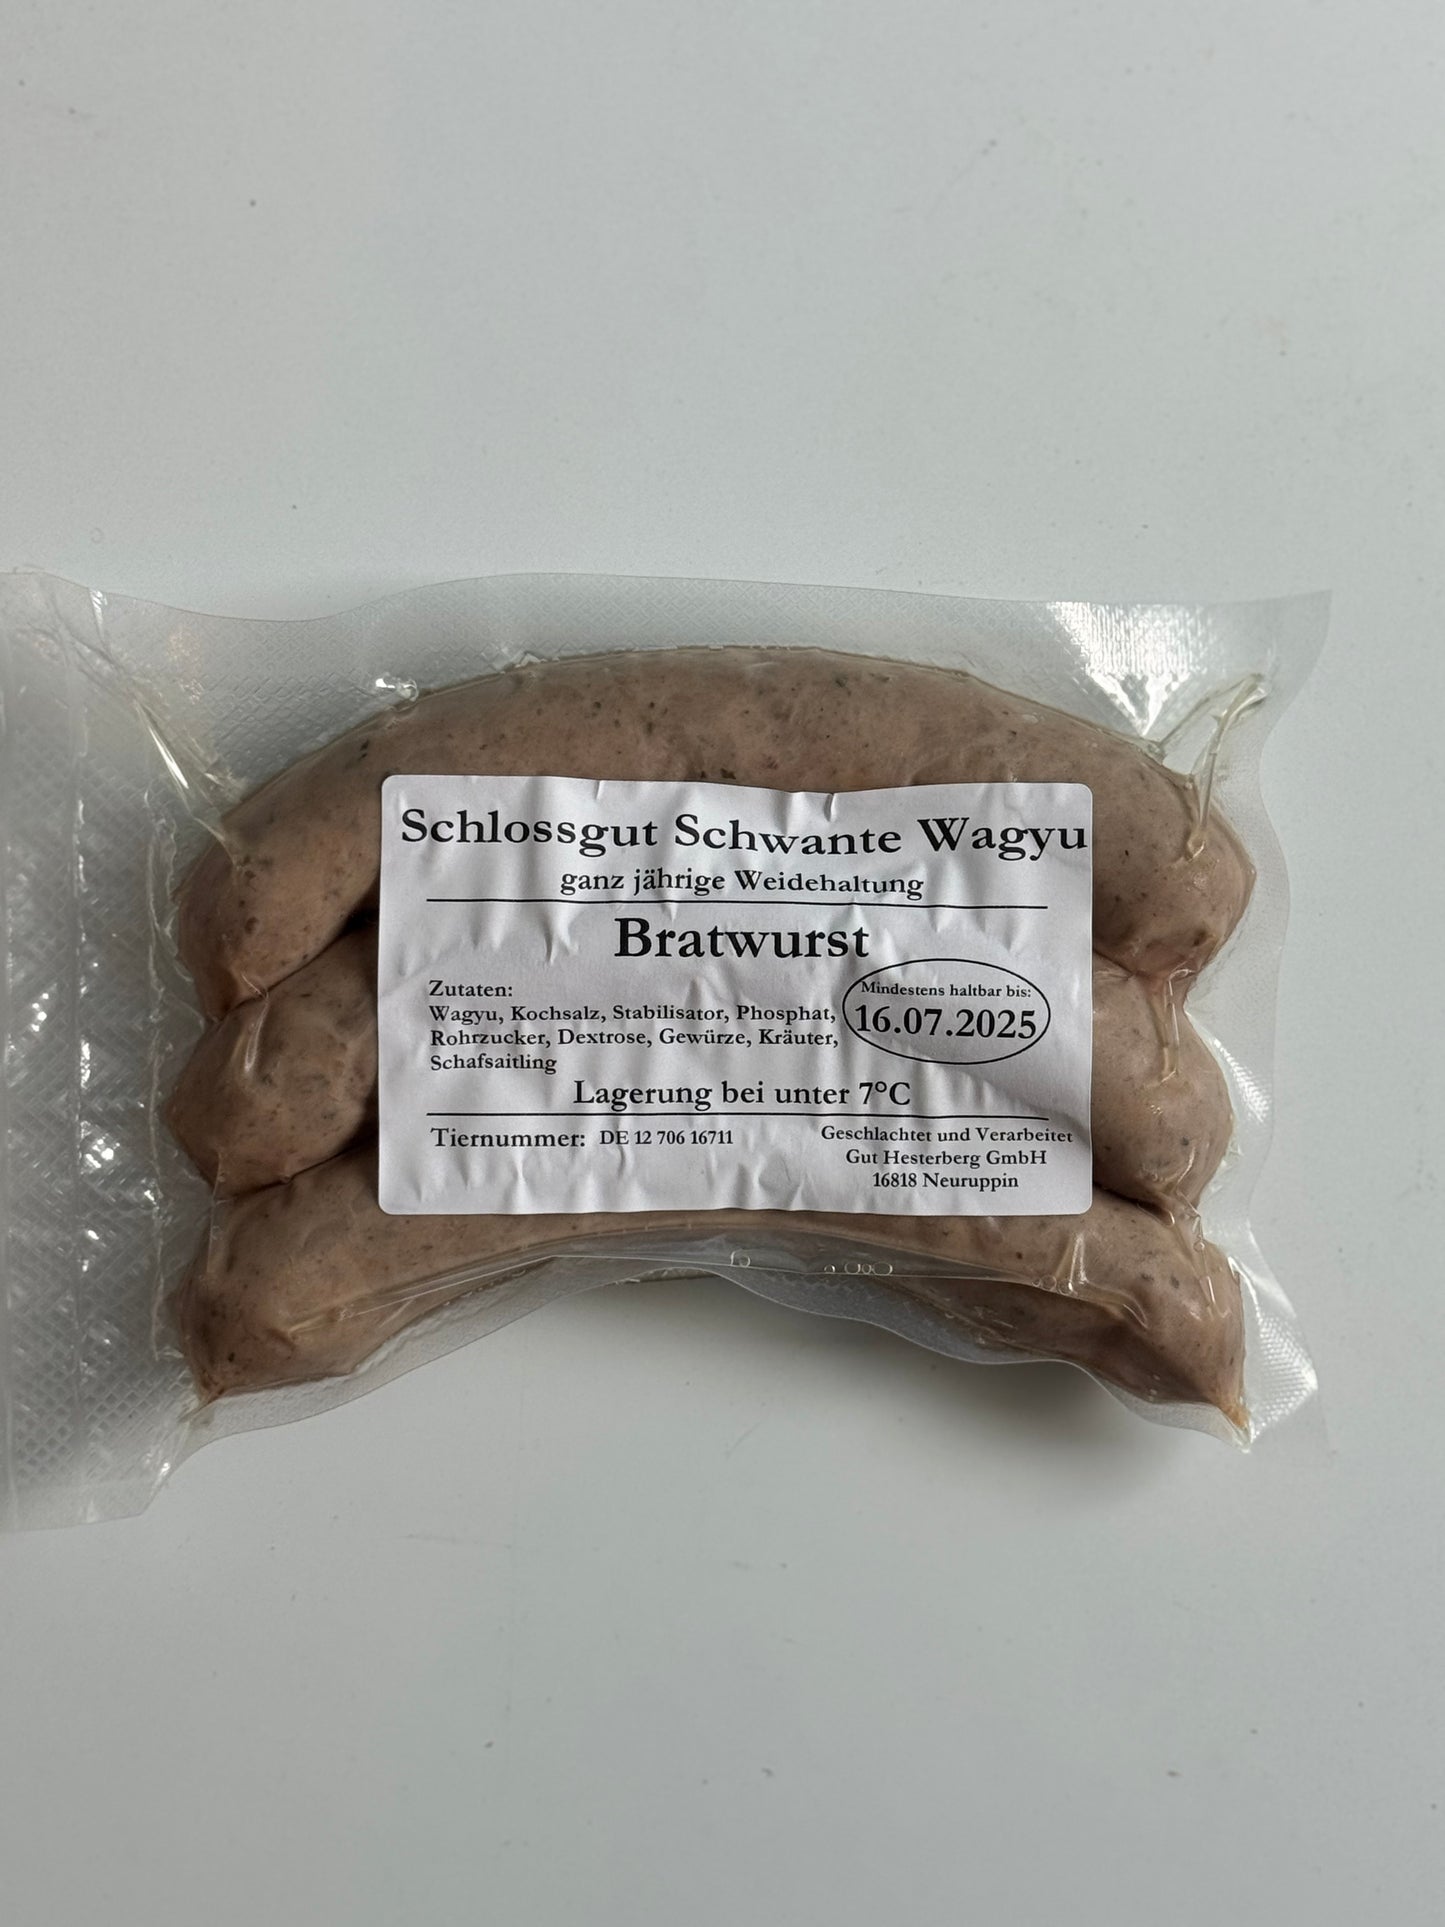 Schlossgut Schwante Wagyu
ganz jährige Weidehaltung
Bratwurst
Zutaten:
Wagyu, Kochsalz, Stabilisator, Phosphat,
Rohrzucker, Dextrose, Gewürze, Kräuter,
Schafsaitling
Mindestens haltbar bis:
16.07.2025
Lagerung bei unter 7°C
Tiernummer: DE 12 706 16711
Geschlachtet und Verarbeitet
Gut Hesterberg GmbH
16818 Neuruppin